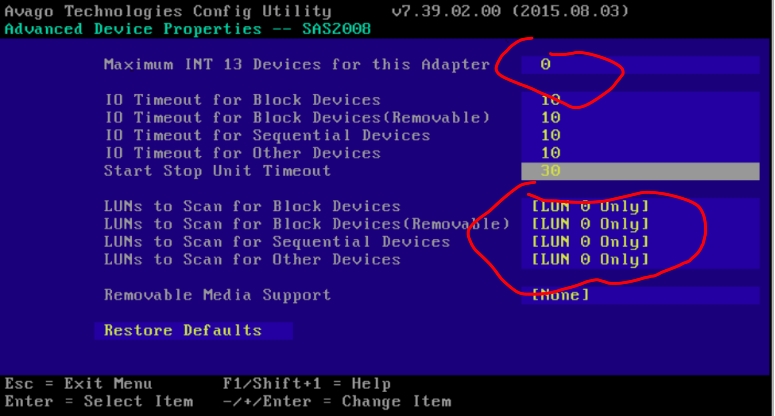 Avago Technologies Config Utility v7.39.02.00 (2015.08.03)
Advanced Device Properties -- SAS2008
Maximum INT 13 Devices for this Adapter 0
IO Timeout for Block Devices 10
IO Timeout for Block Devices(Removable) 10
IO Timeout for Sequential Devices 10
IO Timeout for Other Devices 10
Start Stop Unit Timeout 30
LUNs to Scan for Block Devices [LUN 0 Only]
LUNs to Scan for Block Devices(Removable) [LUN 0 Only]
LUNs to Scan for Sequential Devices [LUN 0 Only]
LUNs to Scan for Other Devices [LUN 0 Only]
Removable Media Support [None]
Restore Defaults
Esc = Exit Menu F1/Shift+1 = Help
Enter = Select Item -/+/Enter = Change Item